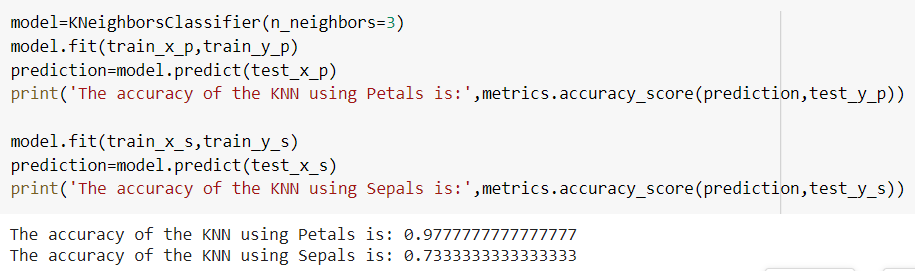 model=KNeighborsClassifier(n_neighbors=3)
model.fit(train_x_p,train_y_p)
prediction=model.predict(test_x_p)
print('The accuracy of the KNN using Petals is:',metrics.accuracy_score(prediction,test_y_p))
model.fit(train_x_s,train_y_s)
prediction=model.predict(test_x_s)
print('The accuracy of the KNN using Sepals is:',metrics.accuracy_score(prediction,test_y_s))
The accuracy of the KNN using Petals is: 0.9777777777777777
The accuracy of the KNN using Sepals is: 0.7333333333333333